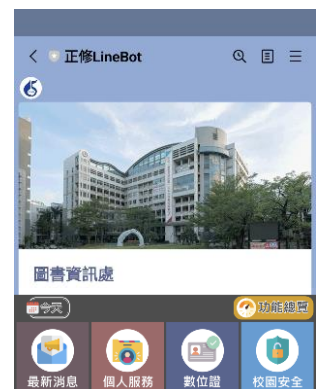 正修LineBot
圖書資訊處
今天
功能總覽
最新消息
個人服務
數位證
校園安全